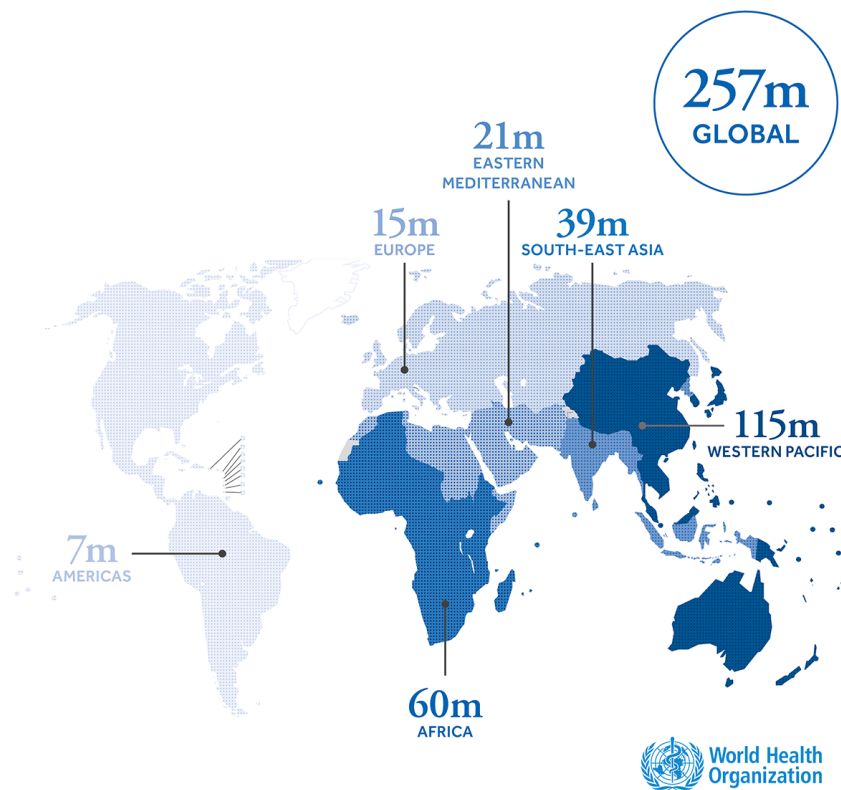 257m
GLOBAL
21m
EASTERN
MEDITERRANEAN
15m
EUROPE
39m
SOUTH-EAST ASIA
115m
WESTERN PACIFIC
7m
AMERICAS
60m
AFRICA
World Health
Organization